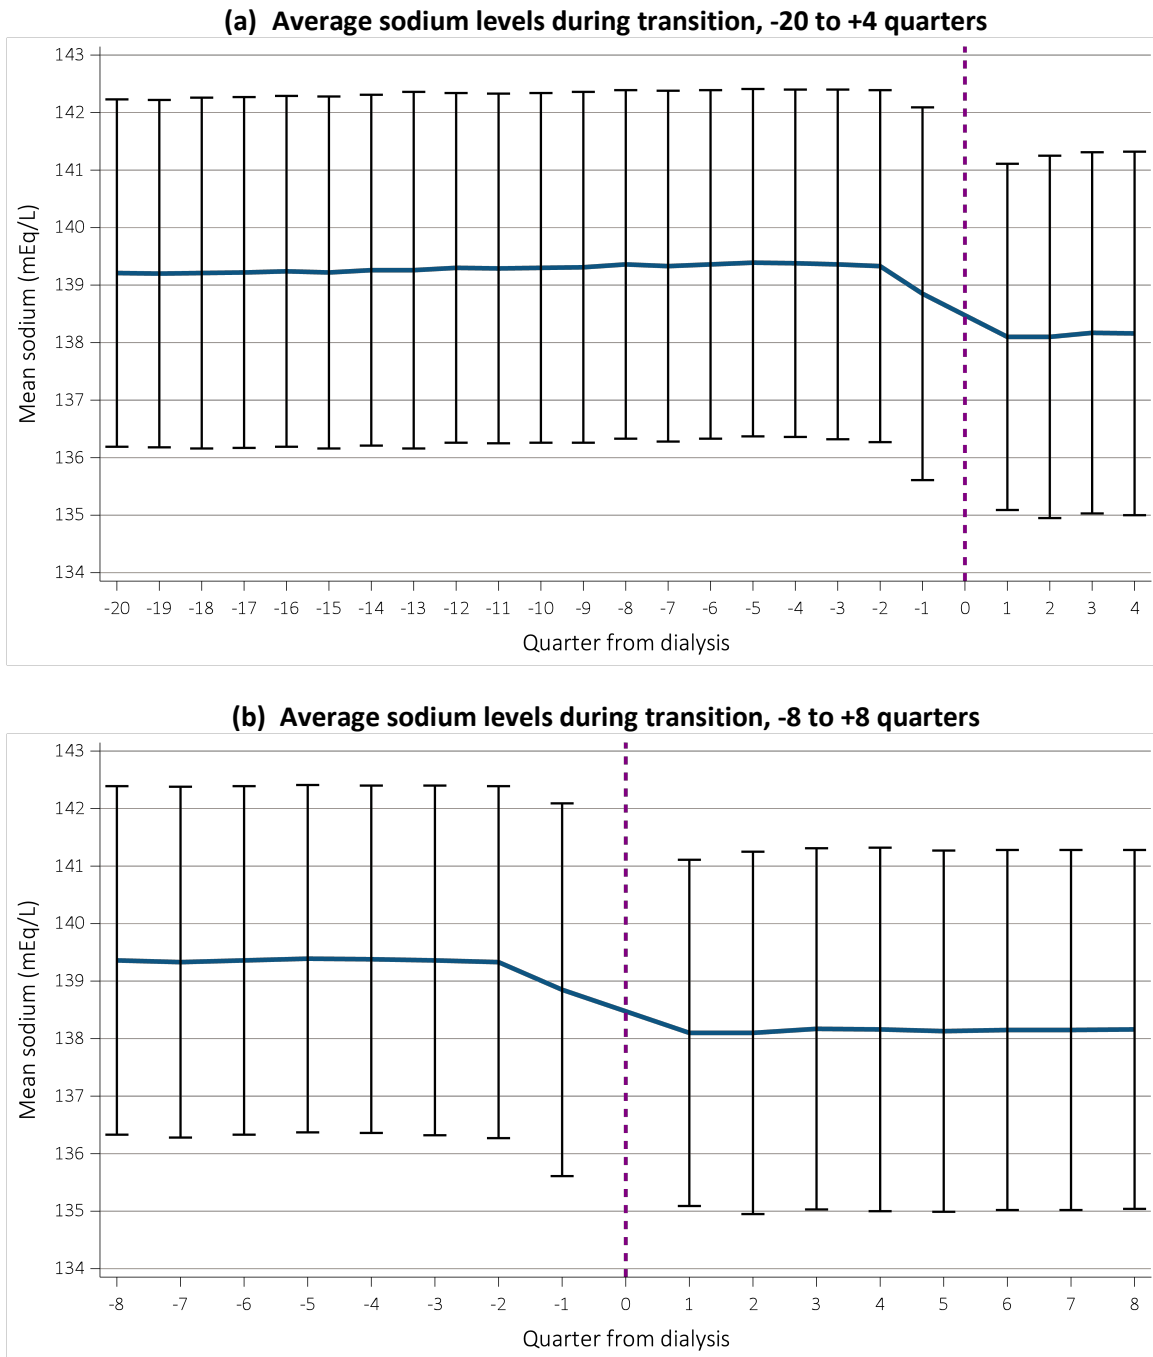 (a) Average sodium levels during transition, -20 to +4 quarters
143
142
141
140
139
138
137
136
135
134
Mean sodium (mEq/L)
-20 -19 -18 -17 -16 -15 -14 -13 -12 -11 -10 -9 -8 -7 -6 -5 -4 -3 -2 -1 0 1 2 3 4
Quarter from dialysis
(b) Average sodium levels during transition, -8 to +8 quarters
143
142
141
140
139
138
137
136
135
134
Mean sodium (mEq/L)
-8 -7 -6 -5 -4 -3 -2 -1 0 1 2 3 4 5 6 7 8
Quarter from dialysis